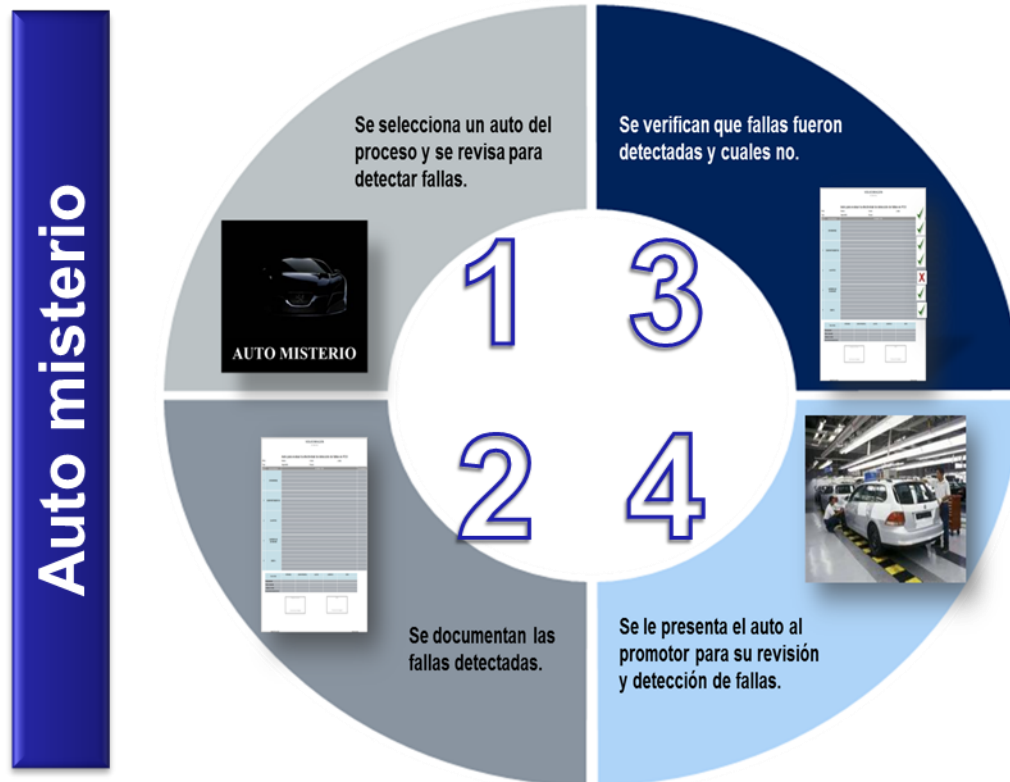 Auto misterio
Se selecciona un auto del
proceso y se revisa para
detectar fallas.
AUTO MISTERIO
1
2
Se documentan las
fallas detectadas.
Se verifican que fallas fueron
detectadas y cuales no.
3
4
Se le presenta el auto al
promotor para su revisión
y detección de fallas.